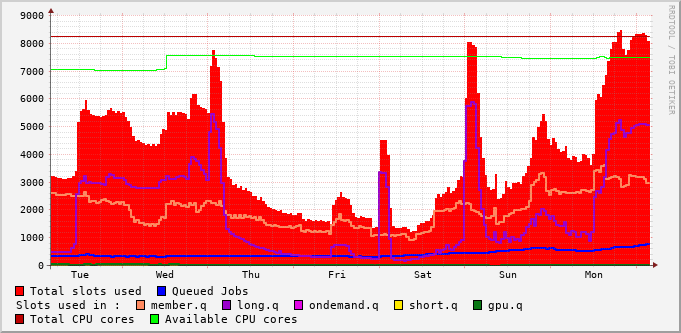 9000
8000
7000
6000
5000
4000
3000
2000
1000
0
Tue Wed Thu Fri Sat Sun Mon
RRDTOOL / TOBI OETIKER
Total slots used Queued Jobs
Slots used in : member.q long.q ondemand.q short.q gpu.q
Total CPU cores Available CPU cores